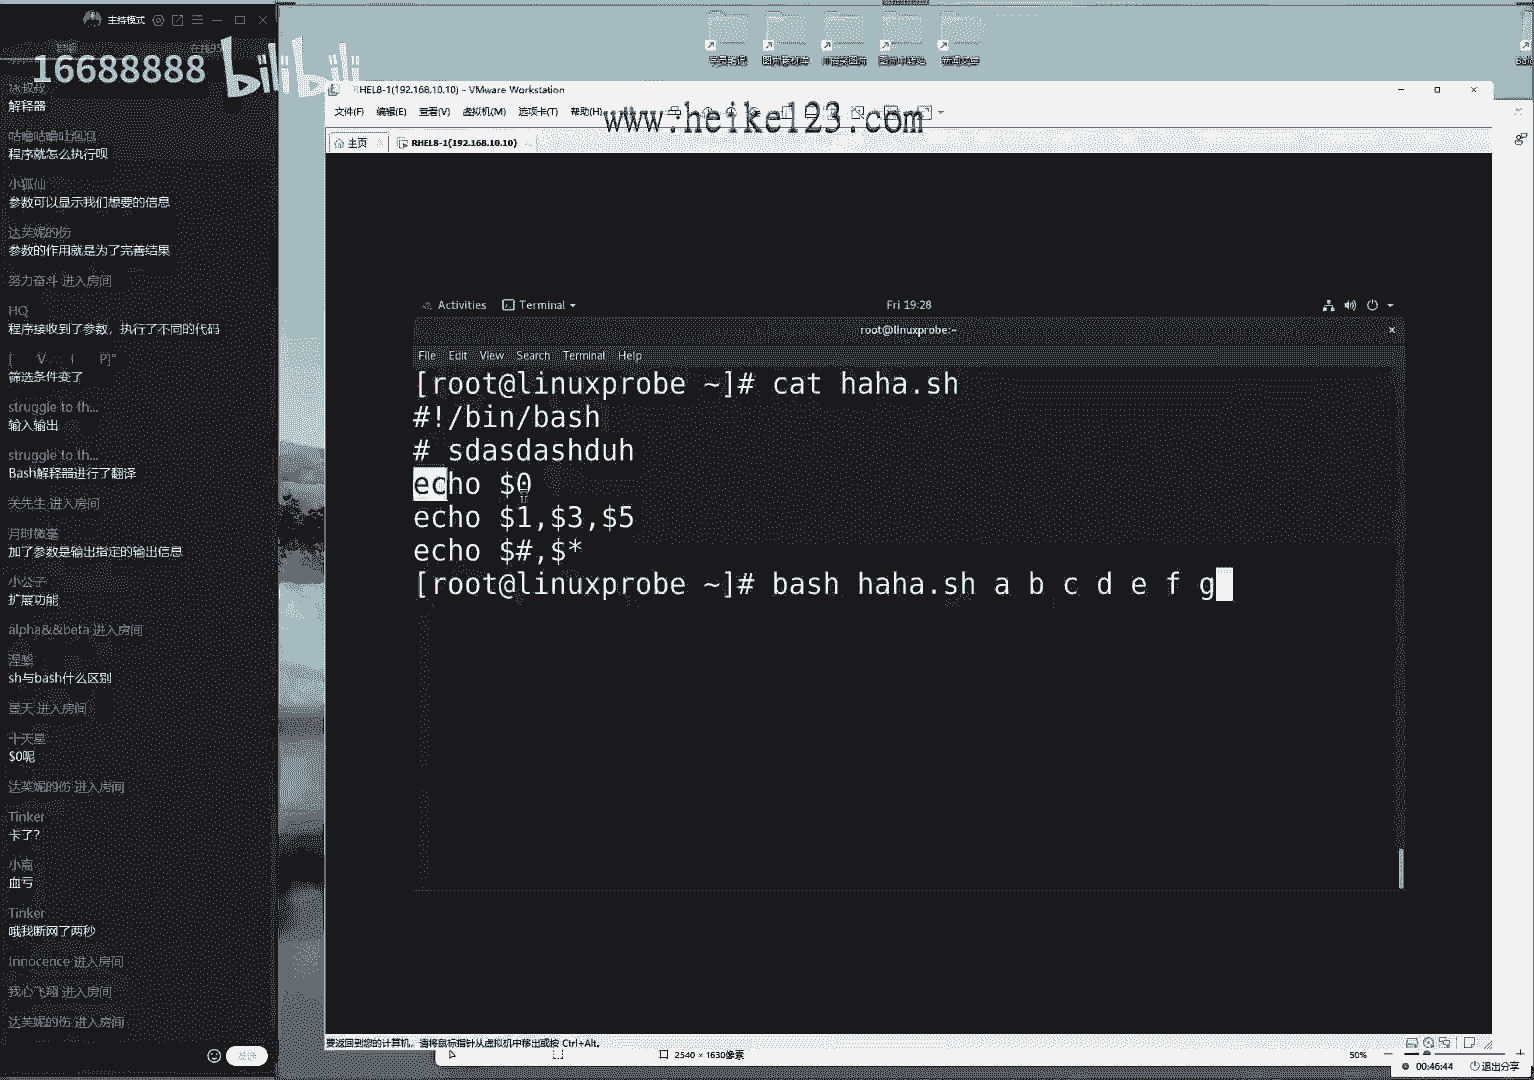 主持模式
16688888
bilibili
解释器
咕噜咕噜吐泡泡
程序就怎么执行呗
小狐仙
参数可以显示我们想要的信息
达芙妮的伤
参数的作用就是为了完善结果
努力奋斗 进入房间
HQ
程序接收到了参数，执行了不同的代码
筛选条件变了
struggle to th...
输入输出
struggle to th...
Bash解释器进行了翻译
关先生 进入房间
加了参数是输出指定的输出信息
小公子
扩展功能
alpha&&beta 进入房间
涅槃
sh与bash什么区别
昊天 进入房间
十天星
$0呢
达芙妮的伤 进入房间
Tinker
卡了?
小离
血亏
Tinker
哦我断网了两秒
Innocence 进入房间
我心飞翔 进入房间
达芙妮的伤 进入房间
发送
RHEL8-1(192.168.10.10) - VMware Workstation
文件(F) 编辑(E) 查看(V) 虚拟机(M) 选项卡(T) 帮助(H)
www.heike123.com
主页
RHEL8-1(192.168.10.10)
Activities
Terminal
Fri 19:28
root@linuxprobe:~
File Edit View Search Terminal Help
[root@linuxprobe ~]# cat haha.sh
#!/bin/bash
# sdasdashduh
echo $0
echo $1,$3,$5
echo $#,$*
[root@linuxprobe ~]# bash haha.sh a b c d e f g
要返回到您的计算机，请将鼠标指针从虚拟机中移出或按 Ctrl+Alt。
2540 × 1630像素
50%
00:46:44
退出分享